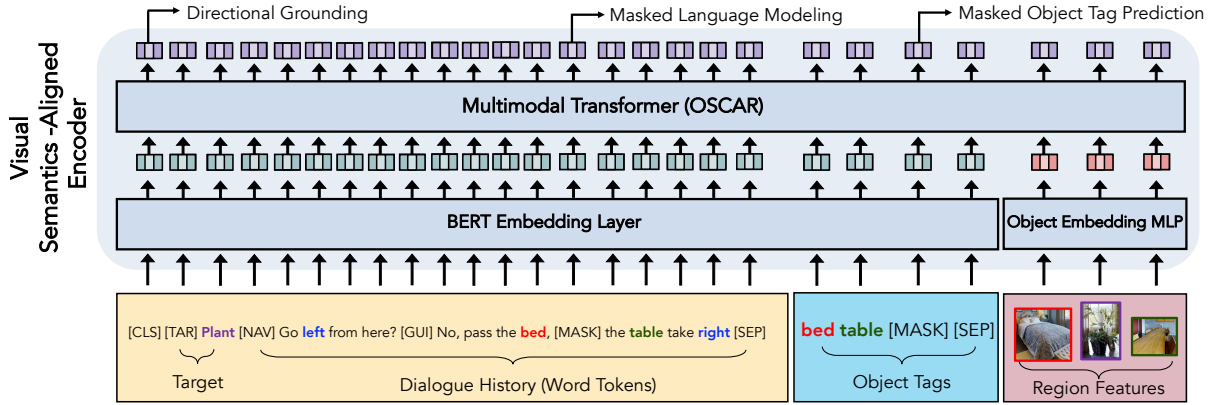 Directional Grounding
Masked Language Modeling
Masked Object Tag Prediction
Visual
Semantics -Aligned
Encoder
Multimodal Transformer (OSCAR)
BERT Embedding Layer
Object Embedding MLP
[CLS] [TAR] Plant [NAV] Go left from here? [GUI] No, pass the bed, [MASK] the table take right [SEP]
Target
Dialogue History (Word Tokens)
bed table [MASK] [SEP]
Object Tags
Region Features